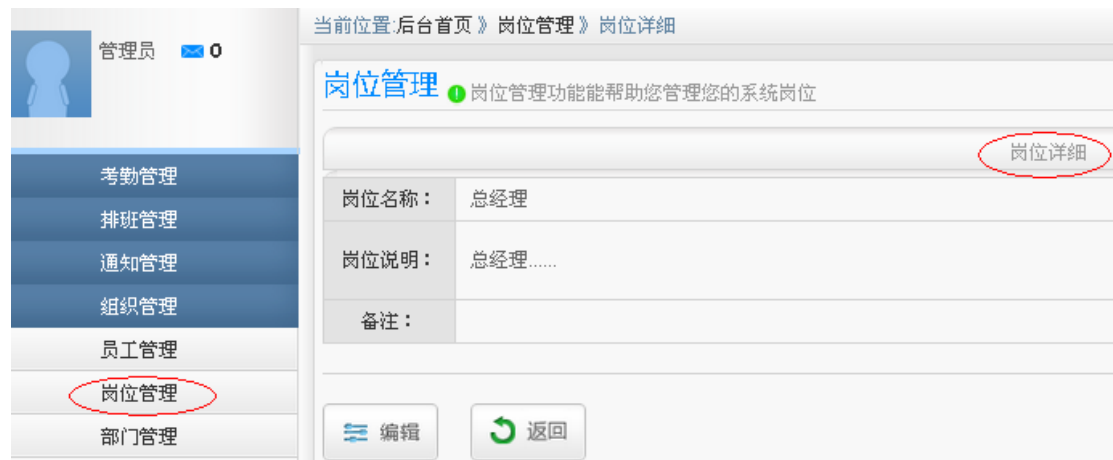 管理员 0
考勤管理
排班管理
通知管理
组织管理
员工管理
岗位管理
部门管理
当前位置:后台首页》岗位管理》岗位详细
岗位管理 岗位管理功能能帮助您管理您的系统岗位
岗位详细
岗位名称： 总经理
岗位说明： 总经理......
备注：
编辑 返回